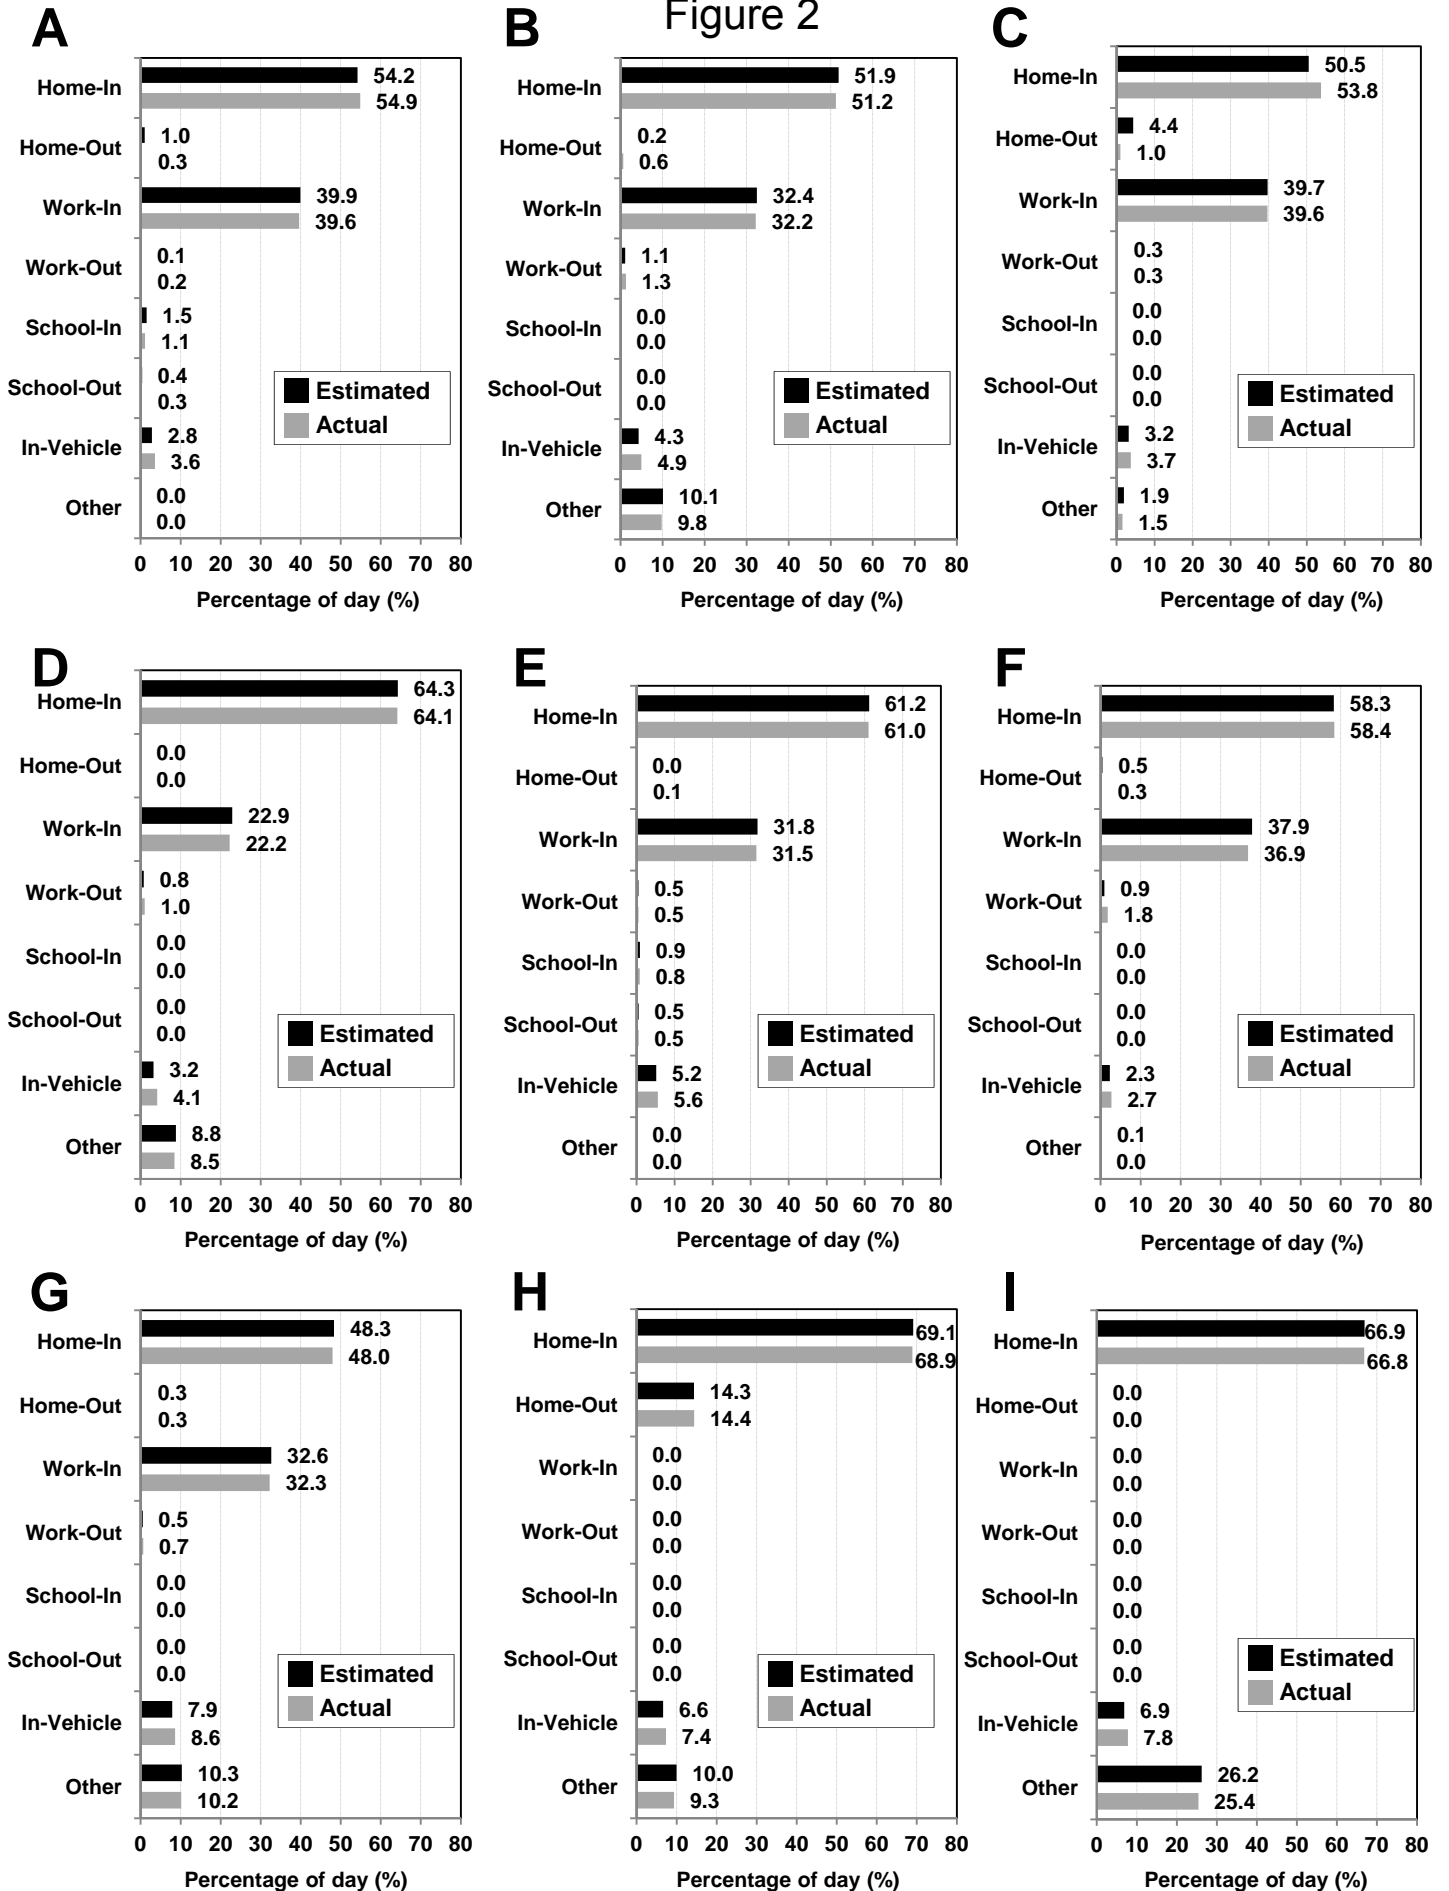 Figure 2
A
Home-In
54.2
54.9
Home-Out
1.0
0.3
Work-In
39.9
39.6
Work-Out
0.1
0.2
School-In
1.5
1.1
School-Out
0.4
0.3
In-Vehicle
2.8
3.6
Other
0.0
0.0
Estimated
Actual
0 10 20 30 40 50 60 70 80
Percentage of day (%)
B
Home-In
51.9
51.2
Home-Out
0.2
0.6
Work-In
32.4
32.2
Work-Out
1.1
1.3
School-In
0.0
0.0
School-Out
0.0
0.0
In-Vehicle
4.3
4.9
Other
10.1
9.8
Estimated
Actual
0 10 20 30 40 50 60 70 80
Percentage of day (%)
C
Home-In
50.5
53.8
Home-Out
4.4
1.0
Work-In
39.7
39.6
Work-Out
0.3
0.3
School-In
0.0
0.0
School-Out
0.0
0.0
In-Vehicle
3.2
3.7
Other
1.9
1.5
Estimated
Actual
0 10 20 30 40 50 60 70 80
Percentage of day (%)
D
Home-In
64.3
64.1
Home-Out
0.0
0.0
Work-In
22.9
22.2
Work-Out
0.8
1.0
School-In
0.0
0.0
School-Out
0.0
0.0
In-Vehicle
3.2
4.1
Other
8.8
8.5
Estimated
Actual
0 10 20 30 40 50 60 70 80
Percentage of day (%)
E
Home-In
61.2
61.0
Home-Out
0.0
0.1
Work-In
31.8
31.5
Work-Out
0.5
0.5
School-In
0.9
0.8
School-Out
0.5
0.5
In-Vehicle
5.2
5.6
Other
0.0
0.0
Estimated
Actual
0 10 20 30 40 50 60 70 80
Percentage of day (%)
F
Home-In
58.3
58.4
Home-Out
0.5
0.3
Work-In
37.9
36.9
Work-Out
0.9
1.8
School-In
0.0
0.0
School-Out
0.0
0.0
In-Vehicle
2.3
2.7
Other
0.1
0.0
Estimated
Actual
0 10 20 30 40 50 60 70 80
Percentage of day (%)
G
Home-In
48.3
48.0
Home-Out
0.3
0.3
Work-In
32.6
32.3
Work-Out
0.5
0.7
School-In
0.0
0.0
School-Out
0.0
0.0
In-Vehicle
7.9
8.6
Other
10.3
10.2
Estimated
Actual
0 10 20 30 40 50 60 70 80
Percentage of day (%)
H
Home-In
69.1
68.9
Home-Out
14.3
14.4
Work-In
0.0
0.0
Work-Out
0.0
0.0
School-In
0.0
0.0
School-Out
0.0
0.0
In-Vehicle
6.6
7.4
Other
10.0
9.3
Estimated
Actual
0 10 20 30 40 50 60 70 80
Percentage of day (%)
I
Home-In
66.9
66.8
Home-Out
0.0
0.0
Work-In
0.0
0.0
Work-Out
0.0
0.0
School-In
0.0
0.0
School-Out
0.0
0.0
In-Vehicle
6.9
7.8
Other
26.2
25.4
Estimated
Actual
0 10 20 30 40 50 60 70 80
Percentage of day (%)